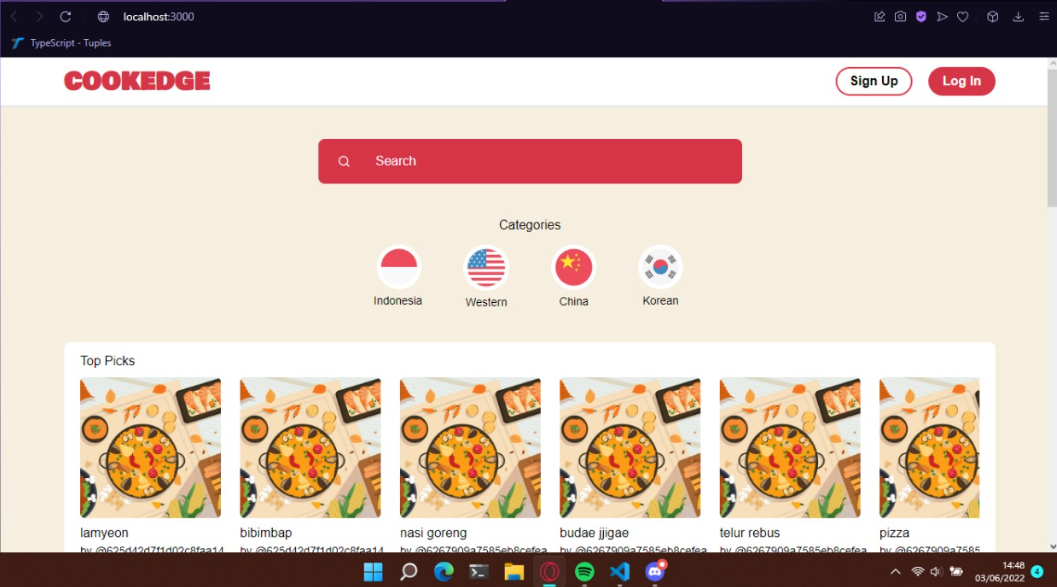 localhost:3000
TypeScript - Tuples
COOKEDGE
Sign Up
Log In
Search
Categories
Indonesia
Western
China
Korean
Top Picks
lamyeon
bibimbap
nasi goreng
budae jjigae
telur rebus
pizza
by @625d42d7f1d02c8faa14
by @625d42d7f1d02c8faa14
by @6267909a7585eb8cefea
by @6267909a7585eb8cefea
by @6267909a7585eb8cefea
by @6267909a7585
14:48
03/06/2022
4